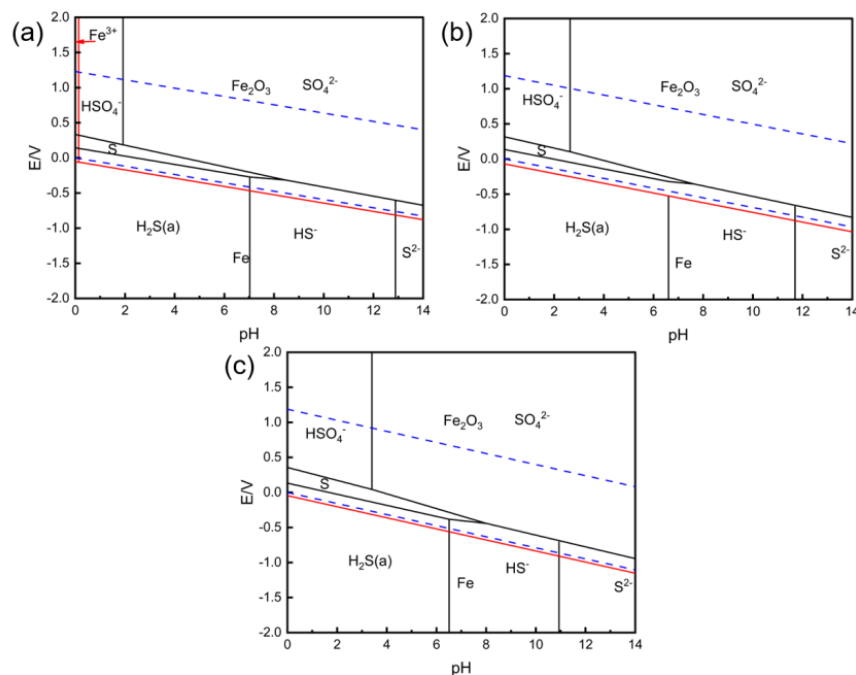 (a)
2.0
1.5
1.0
0.5
0.0
-0.5
-1.0
-1.5
-2.0
E/V
Fe³⁺
HSO₄⁻
Fe₂O₃ SO₄²⁻
S
H₂S(a)
Fe
HS⁻
S²⁻
0 2 4 6 8 10 12 14
pH
(b)
2.0
1.5
1.0
0.5
0.0
-0.5
-1.0
-1.5
-2.0
E/V
HSO₄⁻
Fe₂O₃ SO₄²⁻
S
H₂S(a)
Fe
HS⁻
S²⁻
0 2 4 6 8 10 12 14
pH
(c)
2.0
1.5
1.0
0.5
0.0
-0.5
-1.0
-1.5
-2.0
E/V
HSO₄⁻
Fe₂O₃ SO₄²⁻
S
H₂S(a)
Fe
HS⁻
S²⁻
0 2 4 6 8 10 12 14
pH